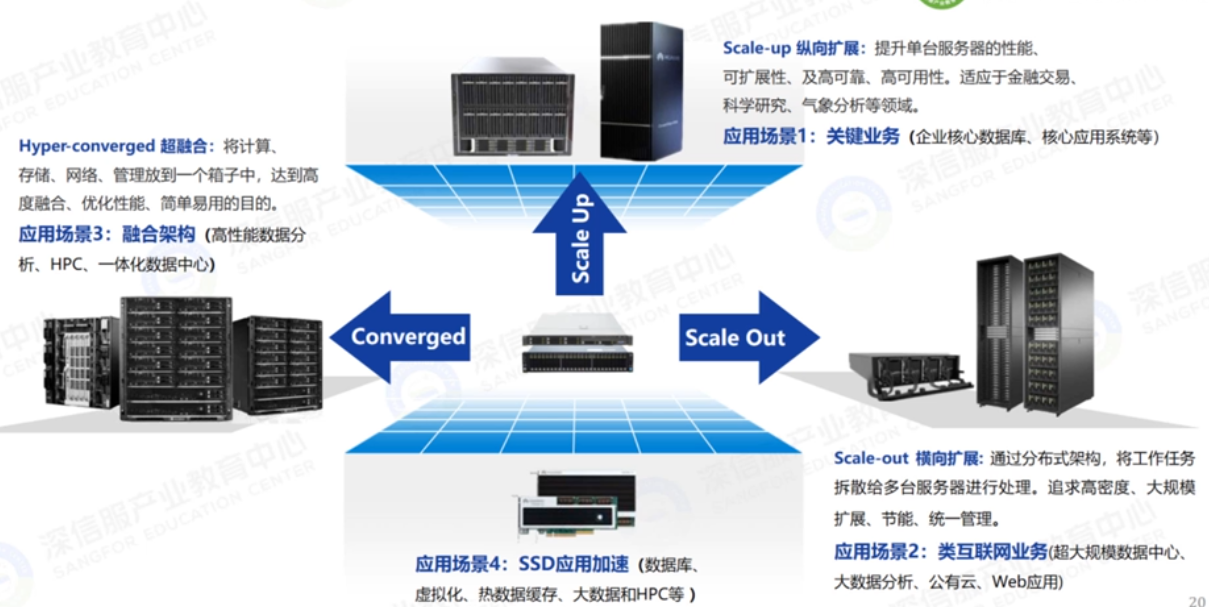 Scale-up 纵向扩展：提升单台服务器的性能、
可扩展性、及高可靠、高可用性。适应于金融交易、
科学研究、气象分析等领域。
应用场景1：关键业务（企业核心数据库、核心应用系统等）
Hyper-converged 超融合：将计算、
存储、网络、管理放到一个箱子中，达到高
度融合、优化性能、简单易用的目的。
应用场景3：融合架构（高性能数据分
析、HPC、一体化数据中心）
Scale Up
Converged
Scale Out
Scale-out 横向扩展：通过分布式架构，将工作任务
拆散给多台服务器进行处理。追求高密度、大规模
扩展、节能、统一管理。
应用场景2：类互联网业务(超大规模数据中心、
大数据分析、公有云、Web应用)
应用场景4：SSD应用加速（数据库、
虚拟化、热数据缓存、大数据和HPC等 ）
20
深信服产业教育中心
SANGFOR EDUCATION CENTER